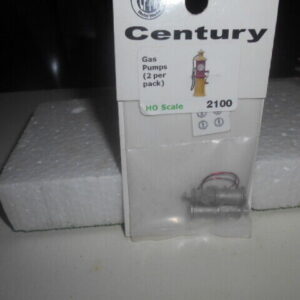 Century
Gas
Pumps
(2 per
pack)
HO Scale
2100